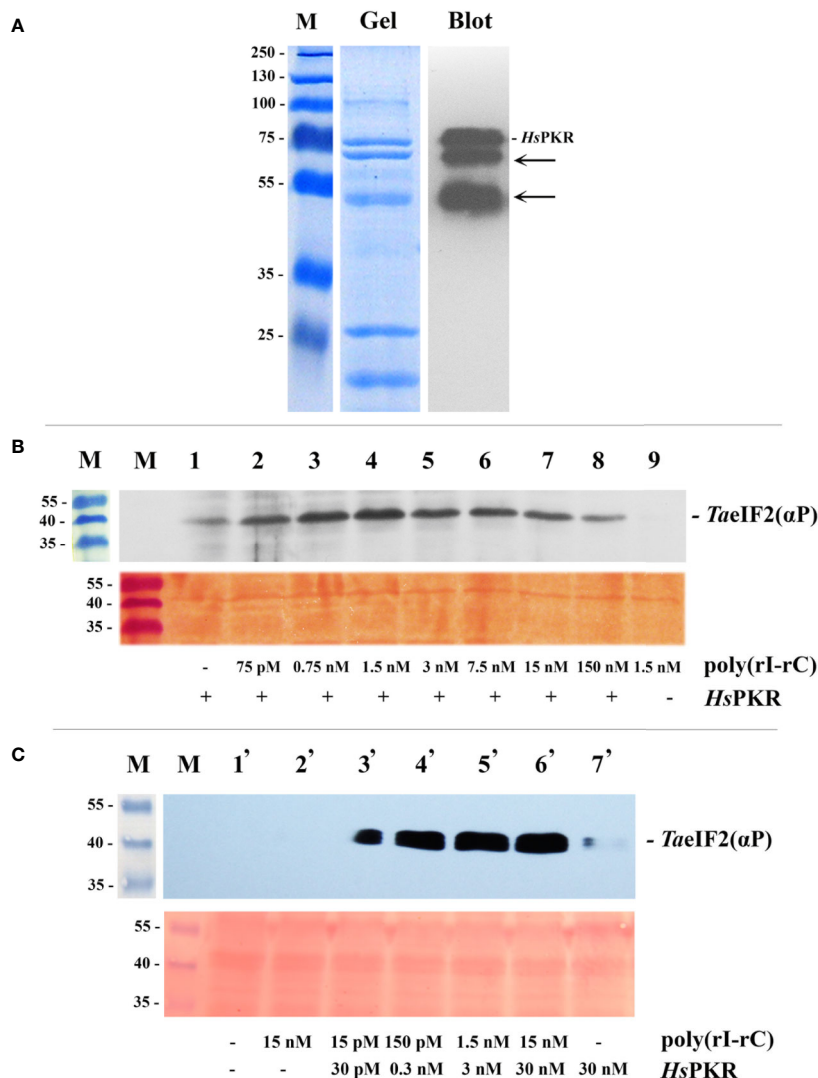 A
M Gel Blot
250 -
130 -
100 -
75 - - HsPKR
55 -
35 -
25 -
B
M M 1 2 3 4 5 6 7 8 9
55 -
40 - - TaeIF2(αP)
35 -
55 -
40 -
35 -
- 75 pM 0.75 nM 1.5 nM 3 nM 7.5 nM 15 nM 150 nM 1.5 nM poly(rI-rC)
+ + + + + + + + - HsPKR
C
M M 1’ 2’ 3’ 4’ 5’ 6’ 7’
55 -
40 - - TaeIF2(αP)
35 -
55 -
40 -
35 -
- 15 nM 15 pM 150 pM 1.5 nM 15 nM - poly(rI-rC)
- - 30 pM 0.3 nM 3 nM 30 nM 30 nM HsPKR